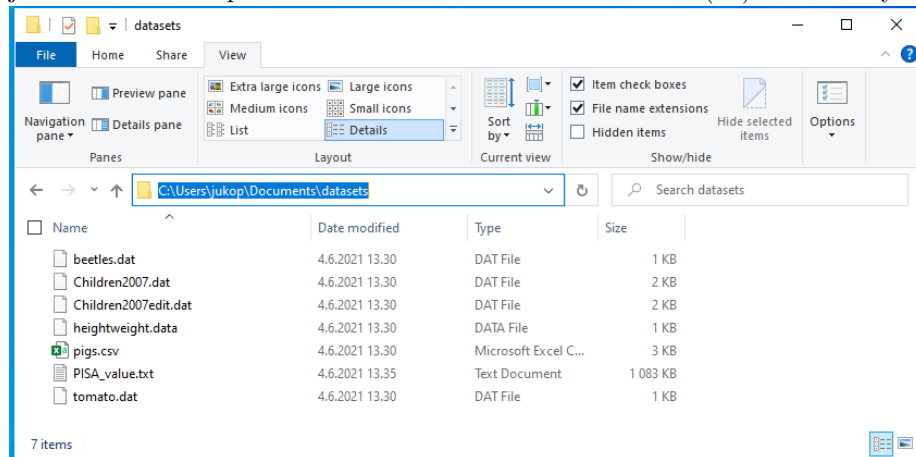 datasets
File Home Share View
Preview pane
Navigation pane
Details pane
Panes
Extra large icons Large icons
Medium icons Small icons
List Details
Layout
Sort by
Current view
Item check boxes
File name extensions
Hidden items
Hide selected items
Show/hide
Options
C:\Users\jukop\Documents\datasets
Search datasets
Name Date modified Type Size
beetles.dat 4.6.2021 13.30 DAT File 1 KB
Children2007.dat 4.6.2021 13.30 DAT File 2 KB
Children2007edit.dat 4.6.2021 13.30 DAT File 2 KB
heightweight.data 4.6.2021 13.30 DATA File 1 KB
pigs.csv 4.6.2021 13.30 Microsoft Excel C... 3 KB
PISA_value.txt 4.6.2021 13.35 Text Document 1 083 KB
tomato.dat 4.6.2021 13.30 DAT File 1 KB
7 items